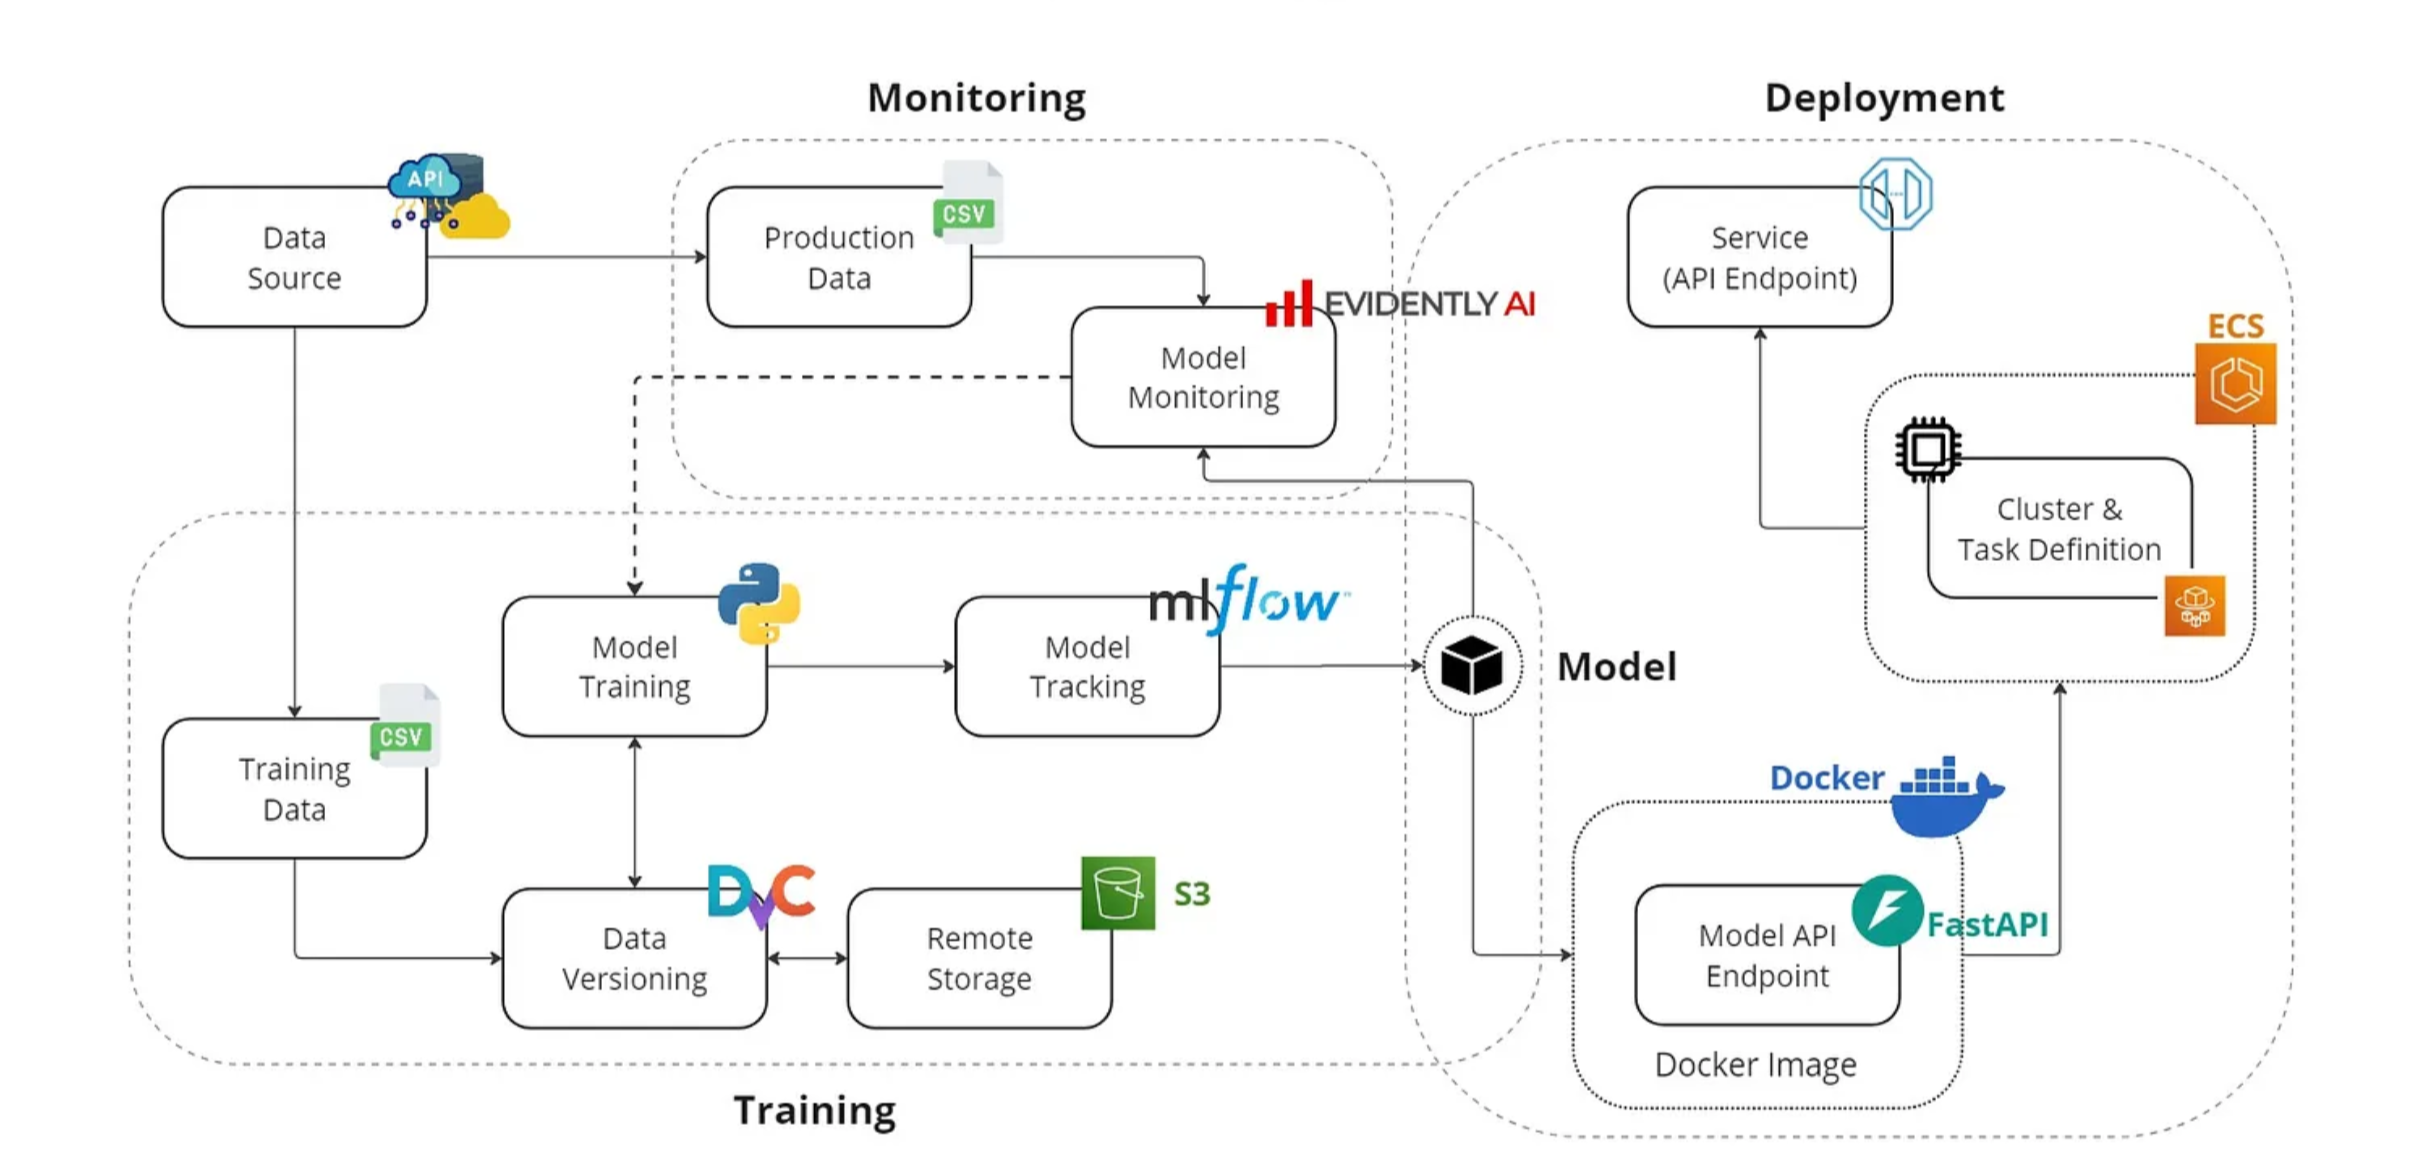 Monitoring
Deployment
API
Data
Source
Production
Data
CSV
Service
(API Endpoint)
EVIDENTLY AI
Model
Monitoring
ECS
Cluster &
Task Definition
Model
Training
mlflow™
Model
Tracking
Model
CSV
Training
Data
Docker
DVC
Data
Versioning
Remote
Storage
S3
FastAPI
Model API
Endpoint
Docker Image
Training